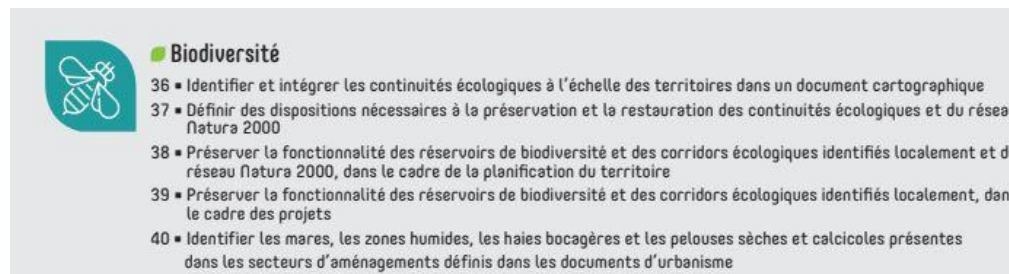 Biodiversité
36 ▪ Identifier et intégrer les continuités écologiques à l'échelle des territoires dans un document cartographique
37 ▪ Définir des dispositions nécessaires à la préservation et la restauration des continuités écologiques et du résea
Natura 2000
38 ▪ Préserver la fonctionnalité des réservoirs de biodiversité et des corridors écologiques identifiés localement et d
réseau Natura 2000, dans le cadre de la planification du territoire
39 ▪ Préserver la fonctionnalité des réservoirs de biodiversité et des corridors écologiques identifiés localement, dan
le cadre des projets
40 ▪ Identifier les mares, les zones humides, les haies bocagères et les pelouses sèches et calcicoles présentes
dans les secteurs d'aménagements définis dans les documents d'urbanisme